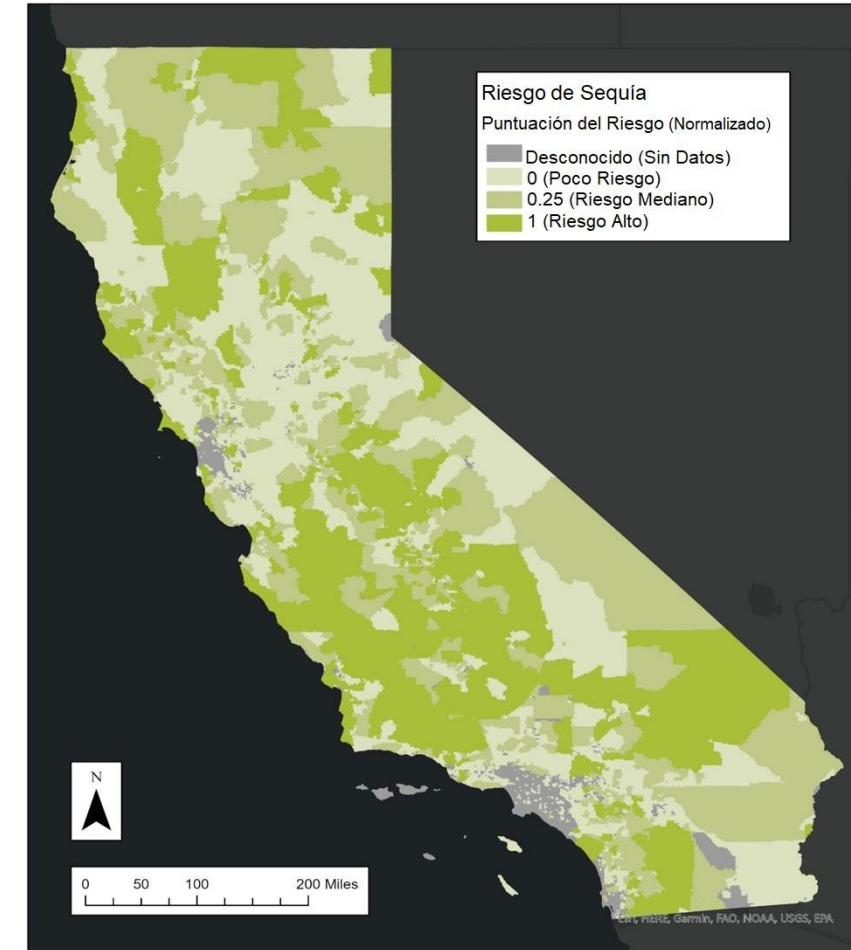 Riesgo de Sequía
Puntuación del Riesgo (Normalizado)
Desconocido (Sin Datos)
0 (Poco Riesgo)
0.25 (Riesgo Mediano)
1 (Riesgo Alto)
N
0 50 100 200 Miles
Esri, HERE, Garmin, FAO, NOAA, USGS, EPA